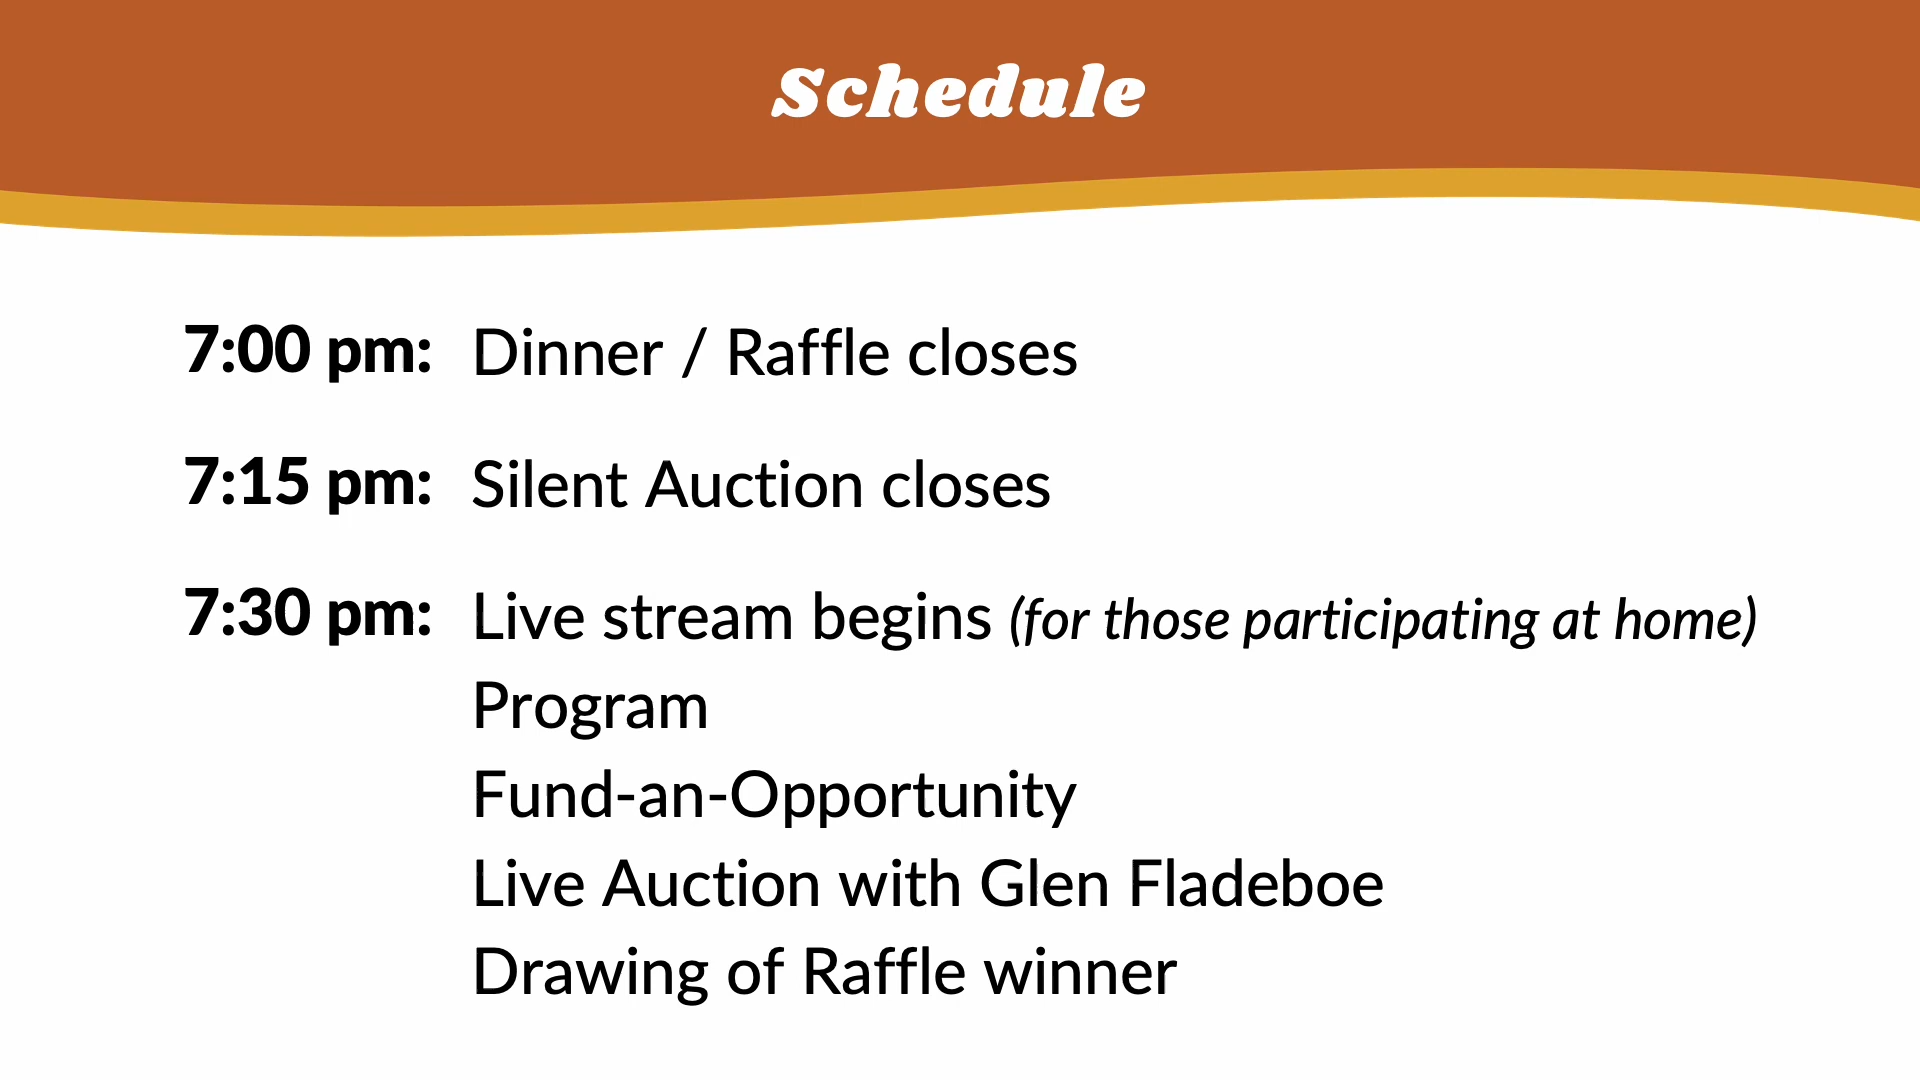 Schedule
7:00 pm: Dinner / Raffle closes
7:15 pm: Silent Auction closes
7:30 pm: Live stream begins (for those participating at home)
Program
Fund-an-Opportunity
Live Auction with Glen Fladeboe
Drawing of Raffle winner